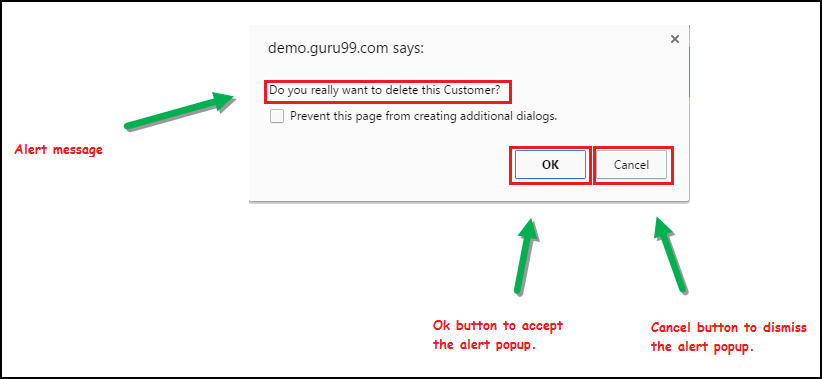 demo.guru99.com says:
Do you really want to delete this Customer?
Prevent this page from creating additional dialogs.
Alert message
OK
Cancel
Ok button to accept
the alert popup.
Cancel button to dismiss
the alert popup.